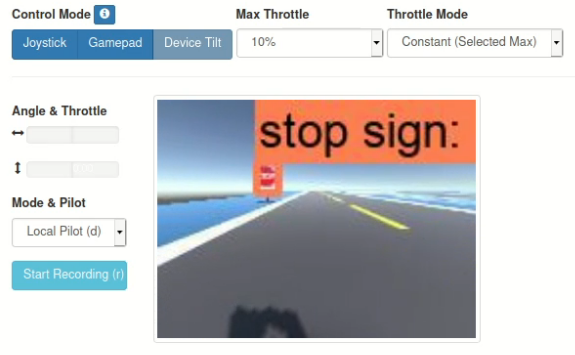 Control Mode
Max Throttle
Throttle Mode
Joystick
Gamepad
Device Tilt
10%
Constant (Selected Max)
Angle & Throttle
Mode & Pilot
Local Pilot (d)
Start Recording (r)
stop sign: